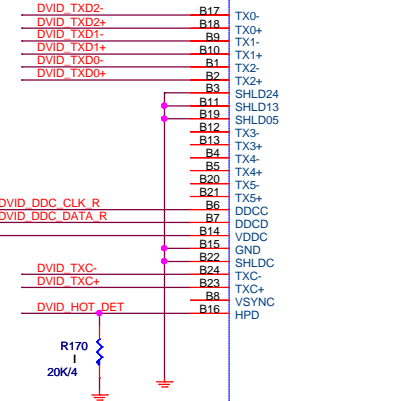 DVID_TXD2- B17 TX0-
DVID_TXD2+ B18 TX0+
DVID_TXD1- B9 TX1-
DVID_TXD1+ B10 TX1+
DVID_TXD0- B1 TX2-
DVID_TXD0+ B2 TX2+
B3 SHLD24
B11 SHLD13
B19 SHLD05
B12 TX3-
B13 TX3+
B4 TX4-
B5 TX4+
B20 TX5-
B21 TX5+
DVID_DDC_CLK_R B6 DDCC
DVID_DDC_DATA_R B7 DDCD
B14 VDDC
B15 GND
B22 SHLDC
DVID_TXC- B24 TXC-
DVID_TXC+ B23 TXC+
B8 VSYNC
DVID_HOT_DET B16 HPD
R170
I
20K/4